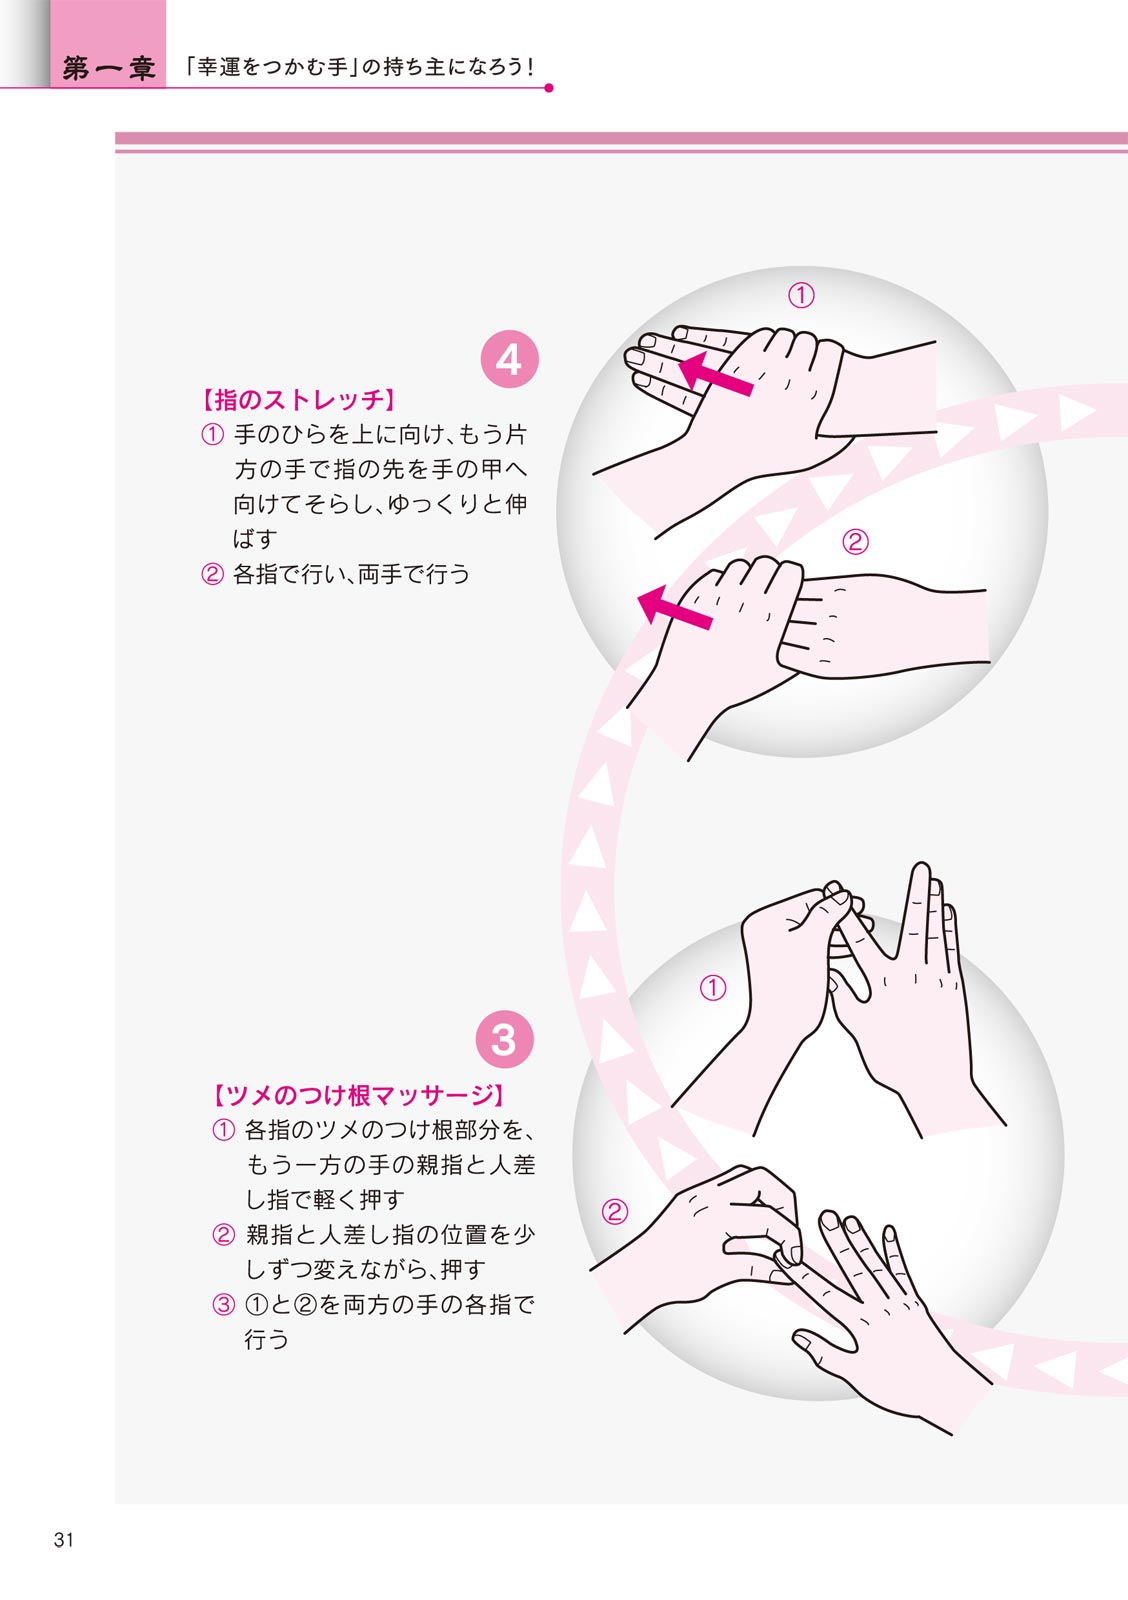 第一章
「幸運をつかむ手」の持ち主になろう！
4
【指のストレッチ】
① 手のひらを上に向け、もう片
方の手で指の先を手の甲へ
向けてそらし、ゆっくりと伸
ばす
② 各指で行い、両手で行う
①
②
3
【ツメのつけ根マッサージ】
① 各指のツメのつけ根部分を、
もう一方の手の親指と人差
し指で軽く押す
② 親指と人差し指の位置を少
しずつ変えながら、押す
③ ①と②を両方の手の各指で
行う
①
②
31